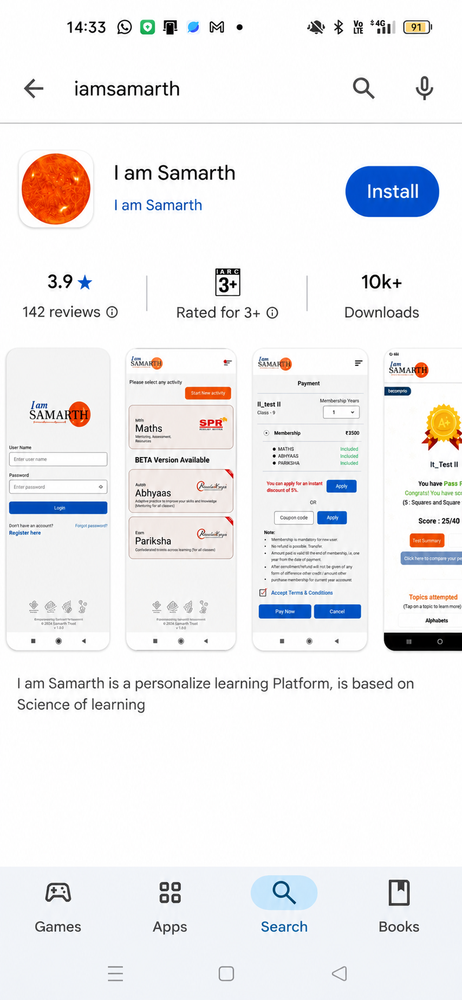 14:33
Vo
LTE
4G
91
iamsamarth
I am Samarth
I am Samarth
Install
3.9 ★
142 reviews
IARC
3+
Rated for 3+
10k+
Downloads
I am
SAMARTH
User Name
Enter user name
Password
Enter password
Login
Don't have an account?
Forgot password?
Register here
© 2024 Samarth Trust
v 1.0.0
I am
SAMARTH
Please select any activity
Start New activity
Maths
SPR
Mentoring, Assessment,
Resources
BETA Version Available
Abhyaas
Adaptive practice to improve your skills and knowledge
(Mentoring for all classes)
Exam
Pariksha
Confederated events across learning (for all classes)
© 2024 Samarth Trust
v 1.0.0
I am
SAMARTH
Payment
II_test II
Class - 9
Membership Years
1
Membership
₹3500
• MATHS
Included
• ABHYAAS
Included
• PARIKSHA
Included
You can apply for an instant
discount of 5%.
Apply
OR
Coupon code
Apply
Note:
• Membership is mandatory for new user.
• No refund is possible, Transfer.
• Amount paid is valid till the end of membership, i.e, one
year from the date of payment.
• After oenollment/refund will not be given of any
form of difference other credit / amount other
• purchase membership for current year account.
Accept Terms & Conditions
Pay Now
Cancel
I am
SAMARTH
becomprio
A+
It_Test II
You have Pass F
Congrats! You have sco
(5 : Squares and Square
Score : 25/40
Test Summary
Click here to compare your pe
Topics attempted
(Tap on a topic to learn more)
Alphabets
I am Samarth is a personalize learning Platform, is based on
Science of learning
Games
Apps
Search
Books